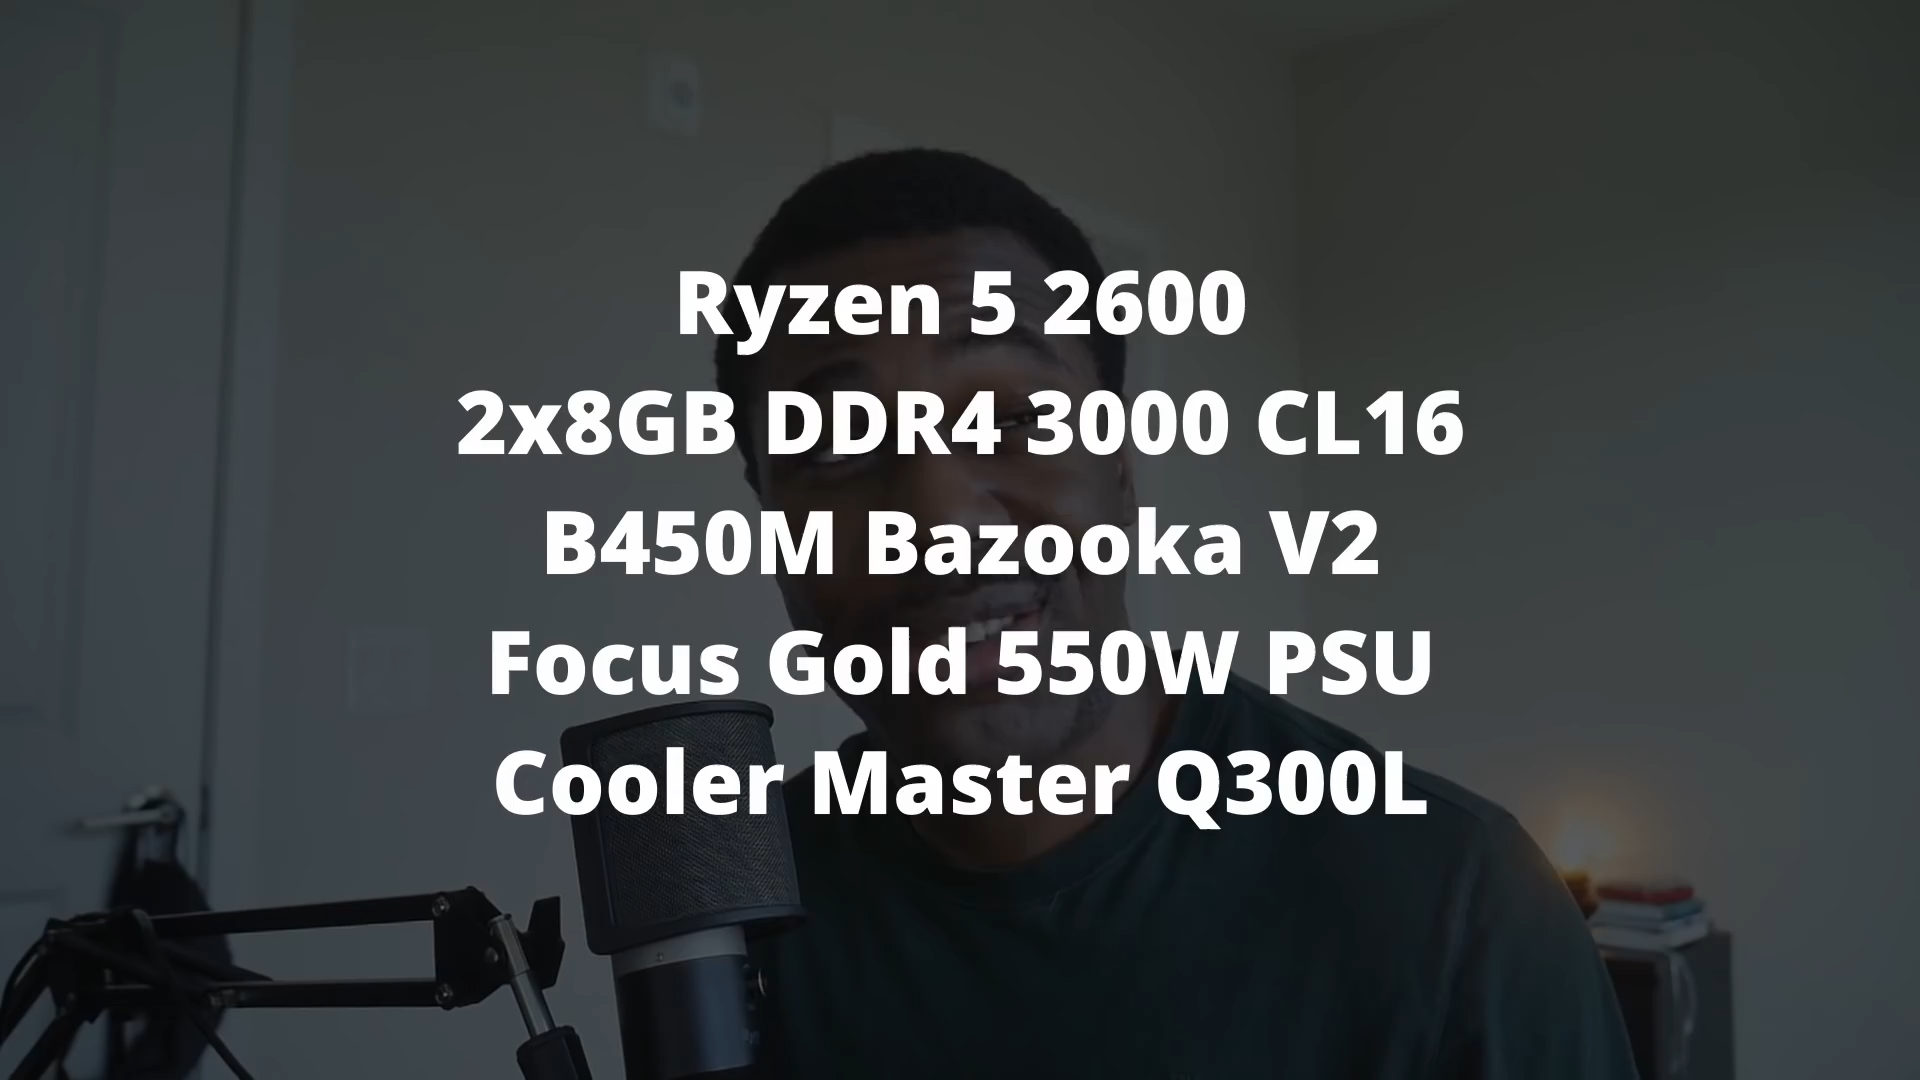 Ryzen 5 2600
2x8GB DDR4 3000 CL16
B450M Bazooka V2
Focus Gold 550W PSU
Cooler Master Q300L